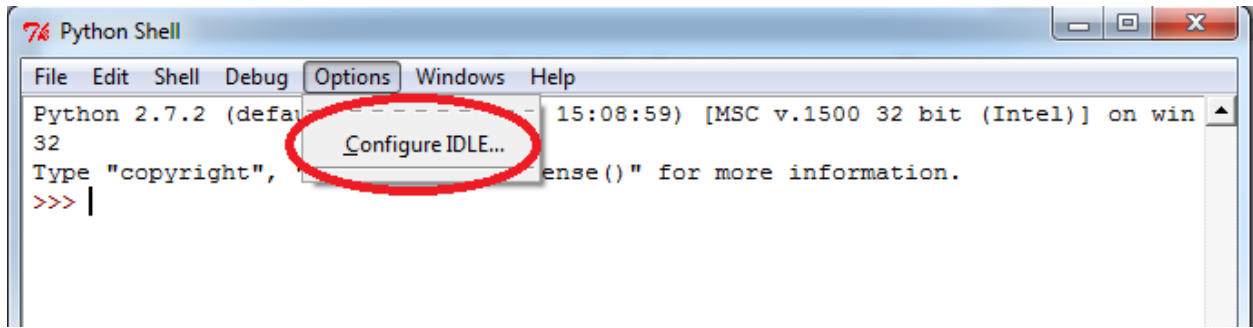 Python Shell
File Edit Shell Debug Options Windows Help
Python 2.7.2 (defau 15:08:59) [MSC v.1500 32 bit (Intel)] on win
32
Configure IDLE...
Type "copyright", ense()" for more information.
>>>